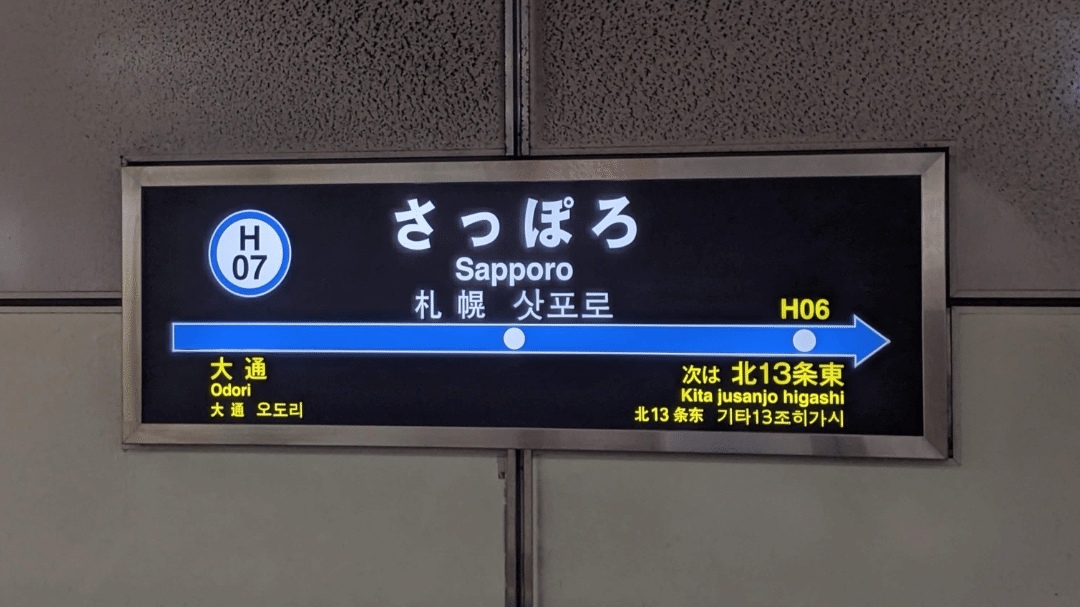 H
07
さっぽろ
Sapporo
札幌 삿포로
H06
大通
Odori
大通 오도리
次は 北13条東
Kita jusanjo higashi
北13条东 기타13조히가시